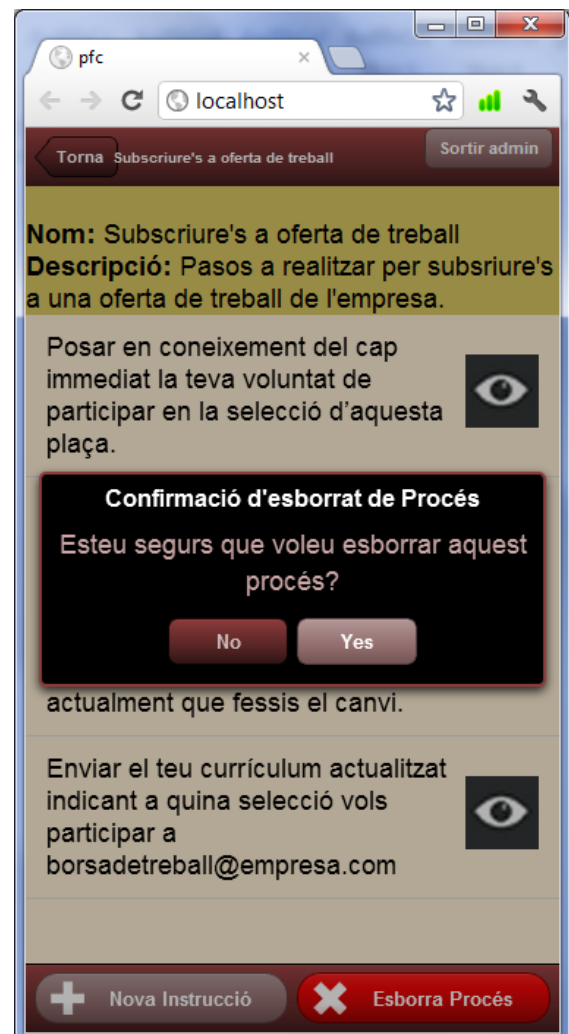 pfc
localhost
Torna Subscriure's a oferta de treball Sortir admin
Nom: Subscriure's a oferta de treball
Descripció: Pasos a realitzar per subsriure's
a una oferta de treball de l'empresa.
Posar en coneixement del cap
immediat la teva voluntat de
participar en la selecció d'aquesta
plaça.
Confirmació d'esborrat de Procés
Esteu segurs que voleu esborrar aquest
procés?
No Yes
actualment que fessis el canvi.
Enviar el teu currículum actualitzat
indicant a quina selecció vols
participar a
borsadetreball@empresa.com
Nova Instrucció Esborra Procés